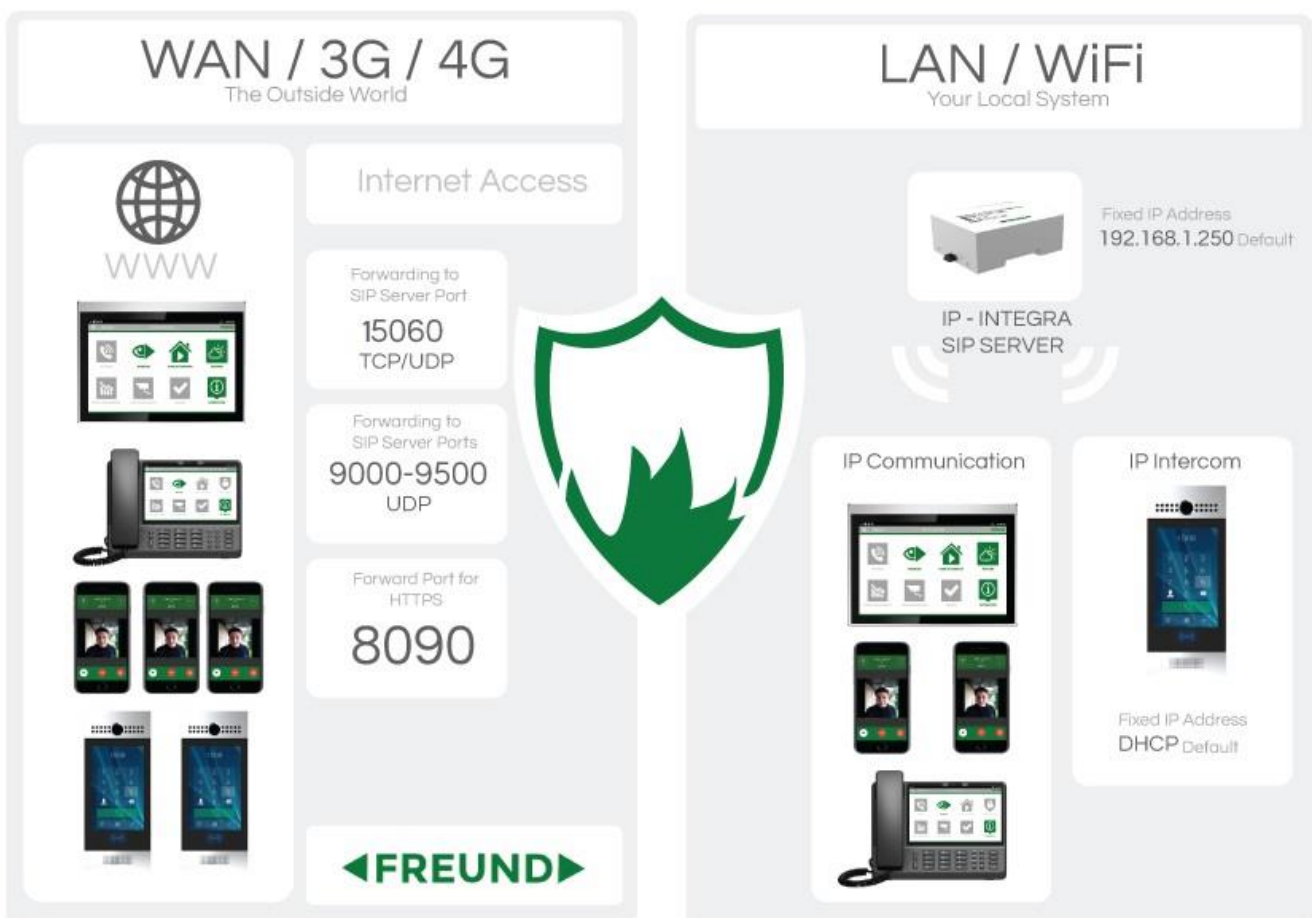 WAN / 3G / 4G
The Outside World
WWW
Internet Access
Forwarding to
SIP Server Port
15060
TCP/UDP
Forwarding to
SIP Server Ports
9000-9500
UDP
Forward Port for
HTTPS
8090
FREUND
LAN / WiFi
Your Local System
Fixed IP Address
192.168.1.250 Default
IP - INTEGRA
SIP SERVER
IP Communication
IP Intercom
Fixed IP Address
DHCP Default